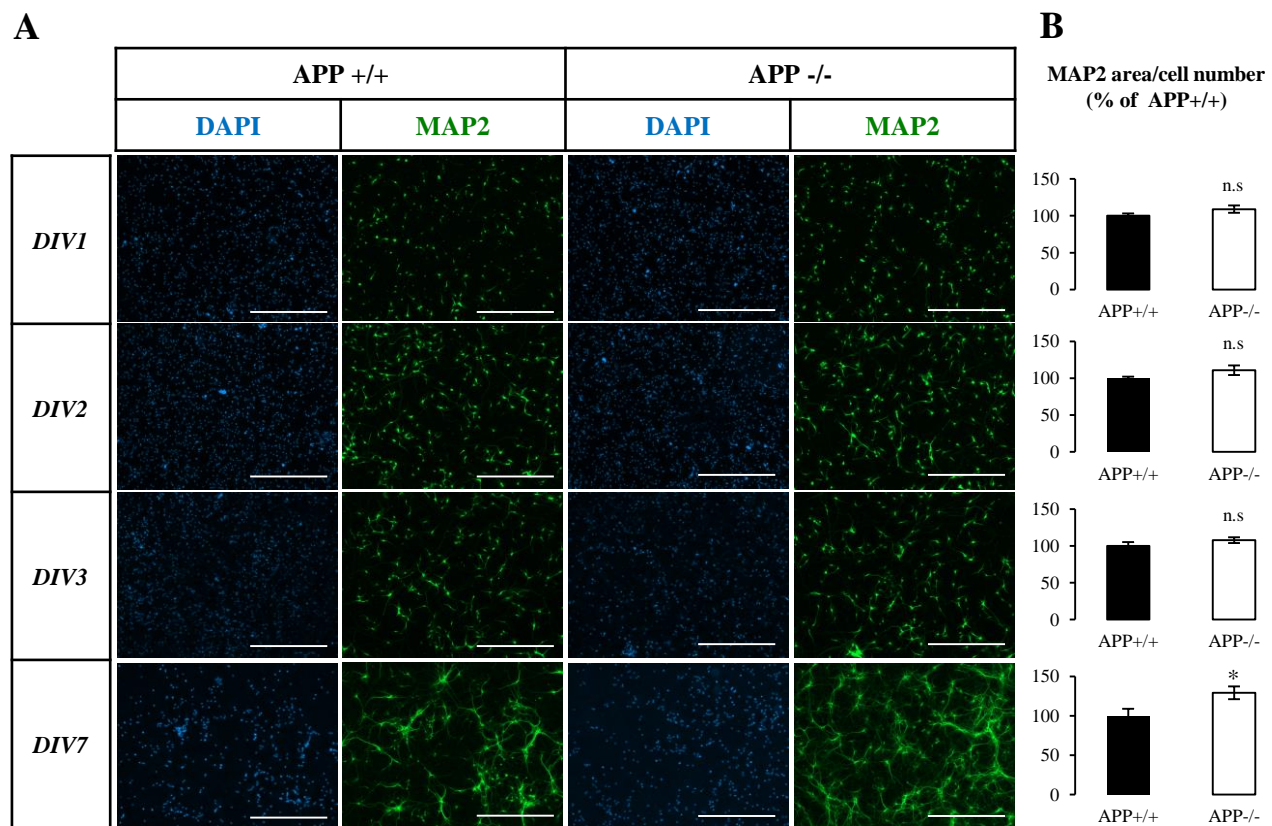 A
B
APP +/+
APP -/-
DAPI
MAP2
DAPI
MAP2
MAP2 area/cell number
(% of APP+/+)
DIV1
150
100
50
0
n.s
APP+/+
APP-/-
DIV2
150
100
50
0
n.s
APP+/+
APP-/-
DIV3
150
100
50
0
n.s
APP+/+
APP-/-
DIV7
150
100
50
0
*
APP+/+
APP-/-